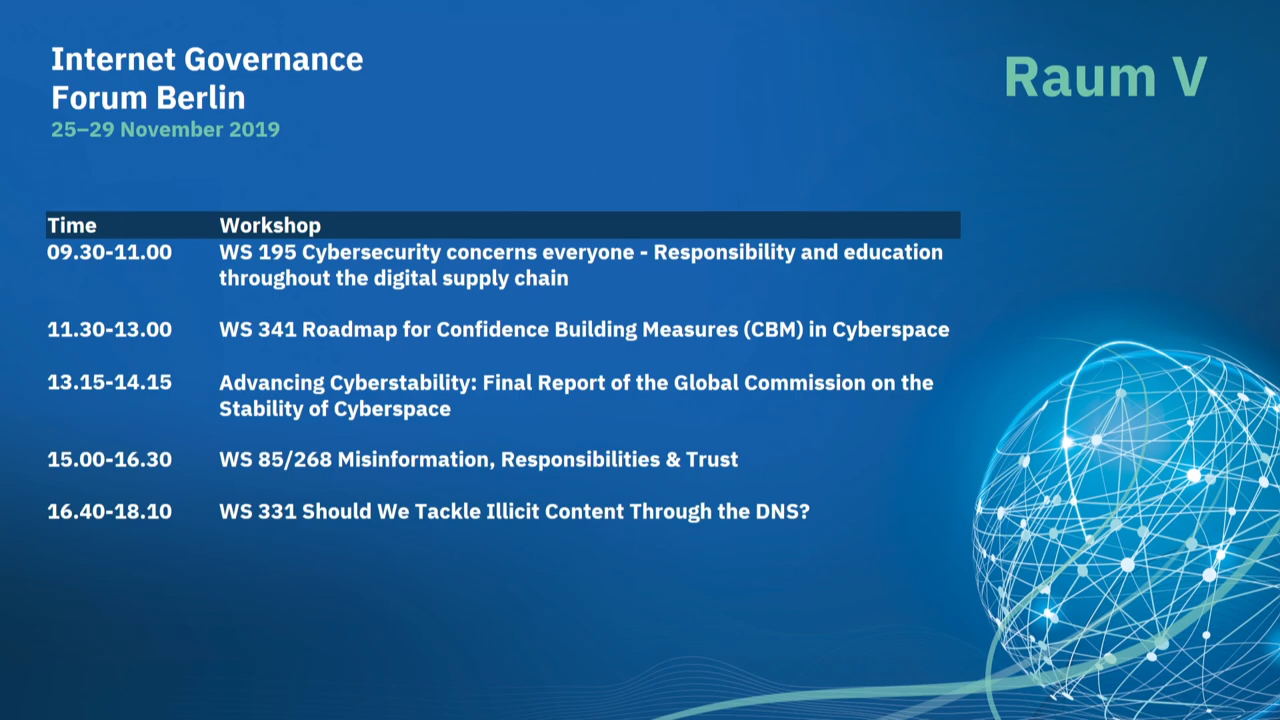 Internet Governance
Forum Berlin
25–29 November 2019
Raum V
Time Workshop
09.30-11.00 WS 195 Cybersecurity concerns everyone - Responsibility and education
throughout the digital supply chain
11.30-13.00 WS 341 Roadmap for Confidence Building Measures (CBM) in Cyberspace
13.15-14.15 Advancing Cyberstability: Final Report of the Global Commission on the
Stability of Cyberspace
15.00-16.30 WS 85/268 Misinformation, Responsibilities & Trust
16.40-18.10 WS 331 Should We Tackle Illicit Content Through the DNS?